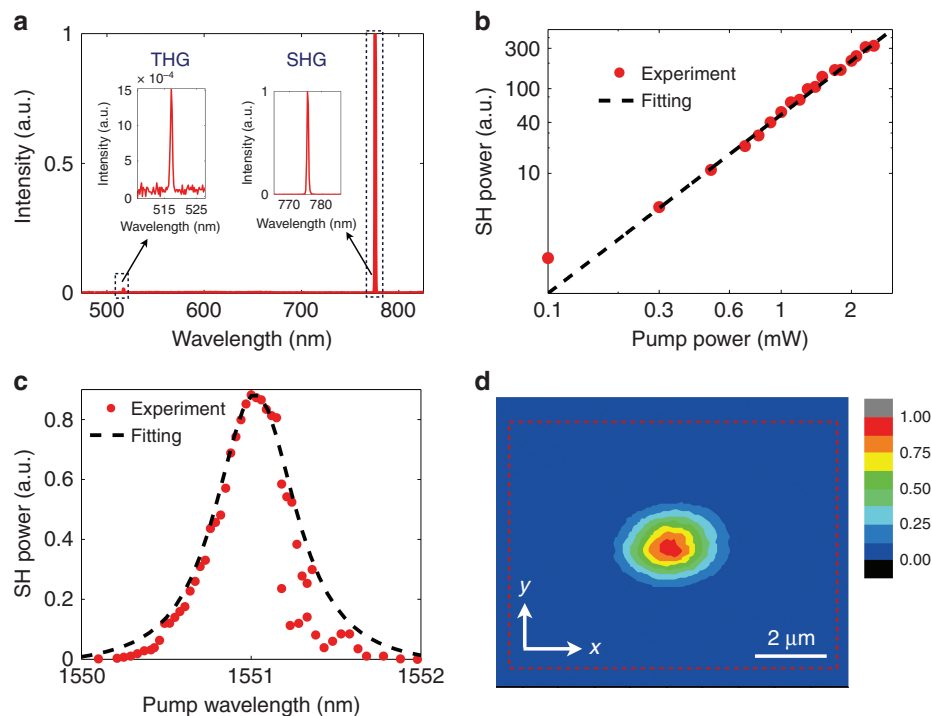 a
Intensity (a.u.)
1
0.5
0
THG
× 10⁻⁴
Intensity (a.u.)
15
10
5
0
515 525
Wavelength (nm)
SHG
Intensity (a.u.)
1
0
770 780
Wavelength (nm)
500 600 700 800
Wavelength (nm)
b
SH power (a.u.)
300
100
40
10
Experiment
Fitting
0.1 0.3 0.6 1 2
Pump power (mW)
c
SH power (a.u.)
0.8
0.6
0.4
0.2
0
Experiment
Fitting
1550 1551 1552
Pump wavelength (nm)
d
y
x
2 μm
1.00
0.75
0.50
0.25
0.00